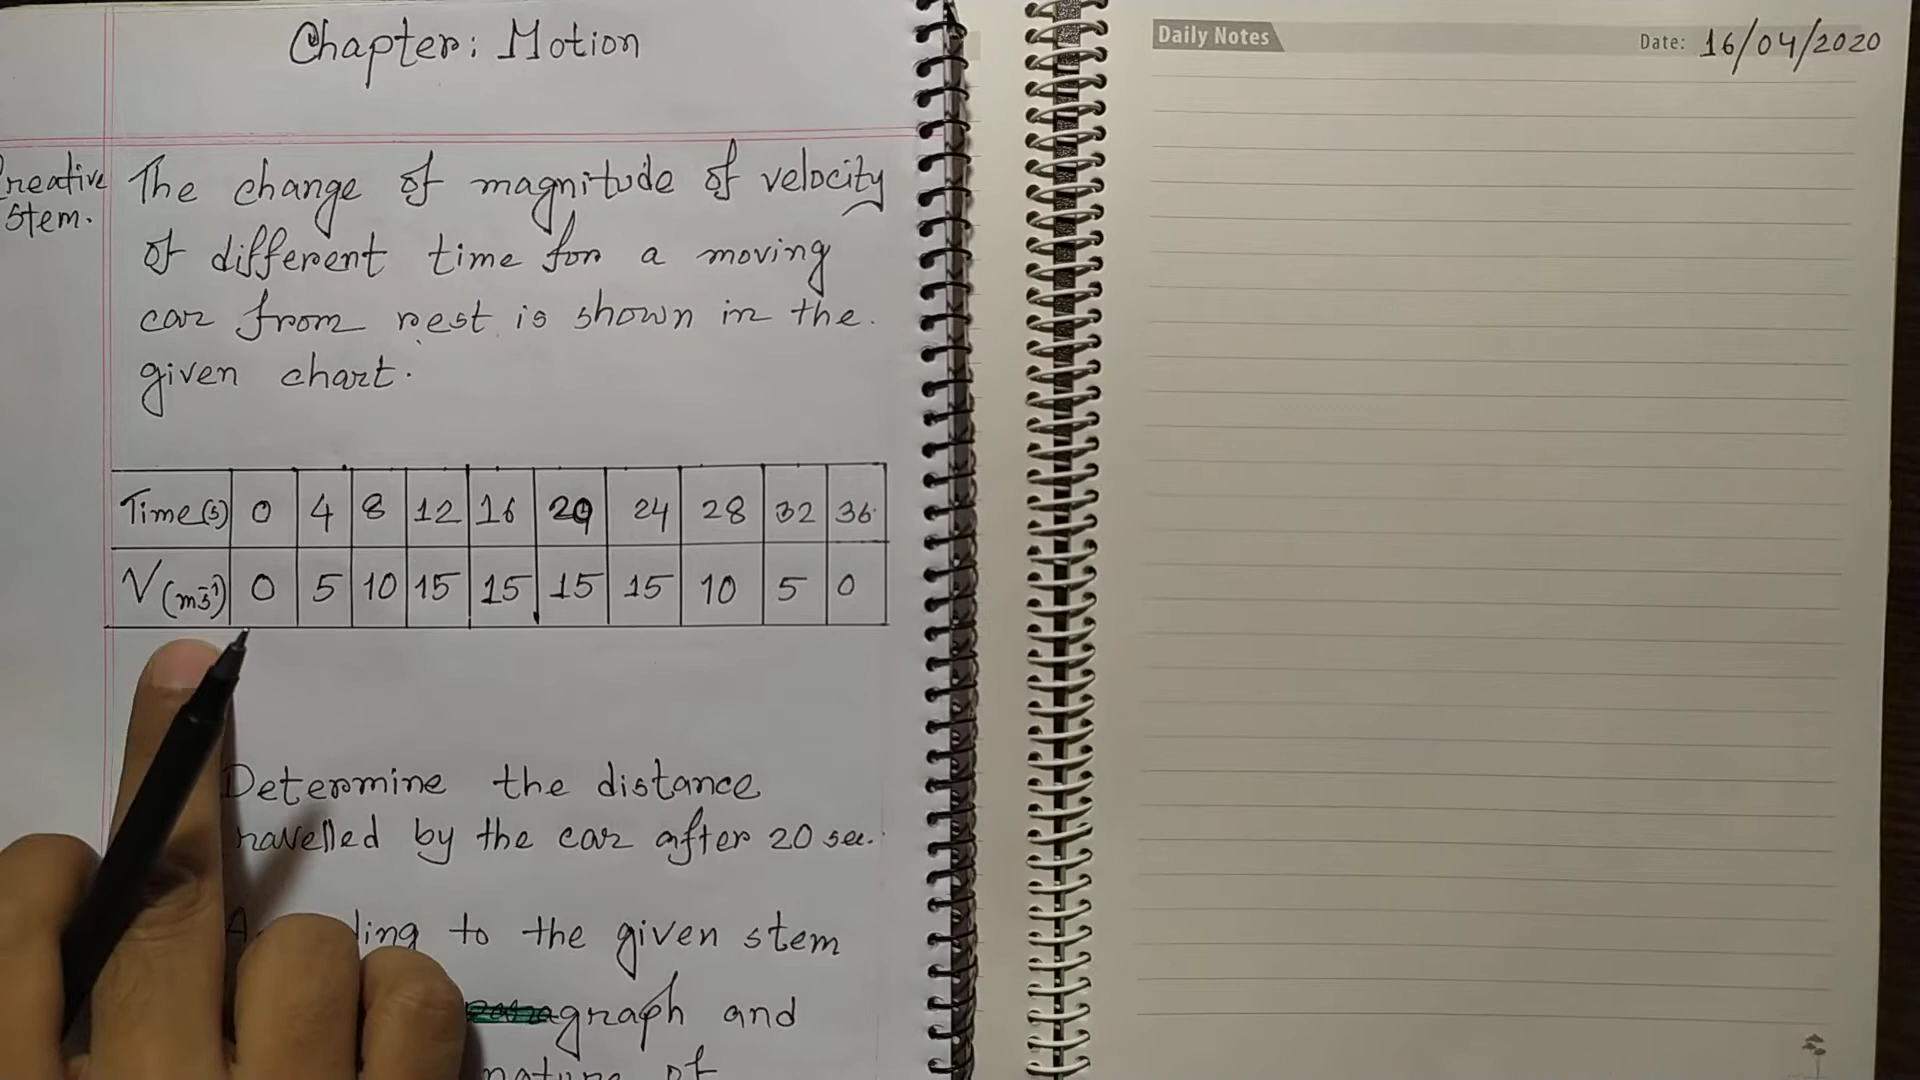 Chapter: Motion
Creative
Stem.
The change of magnitude of velocity
of different time for a moving
car from rest is shown in the.
given chart.
Time(s) 0 4 8 12 16 20 24 28 32 36
V(ms⁻¹) 0 5 10 15 15 15 15 10 5 0
Determine the distance
travelled by the car after 20 sec.
to the given stem
graph and
nature of
Daily Notes
Date: 16/04/2020